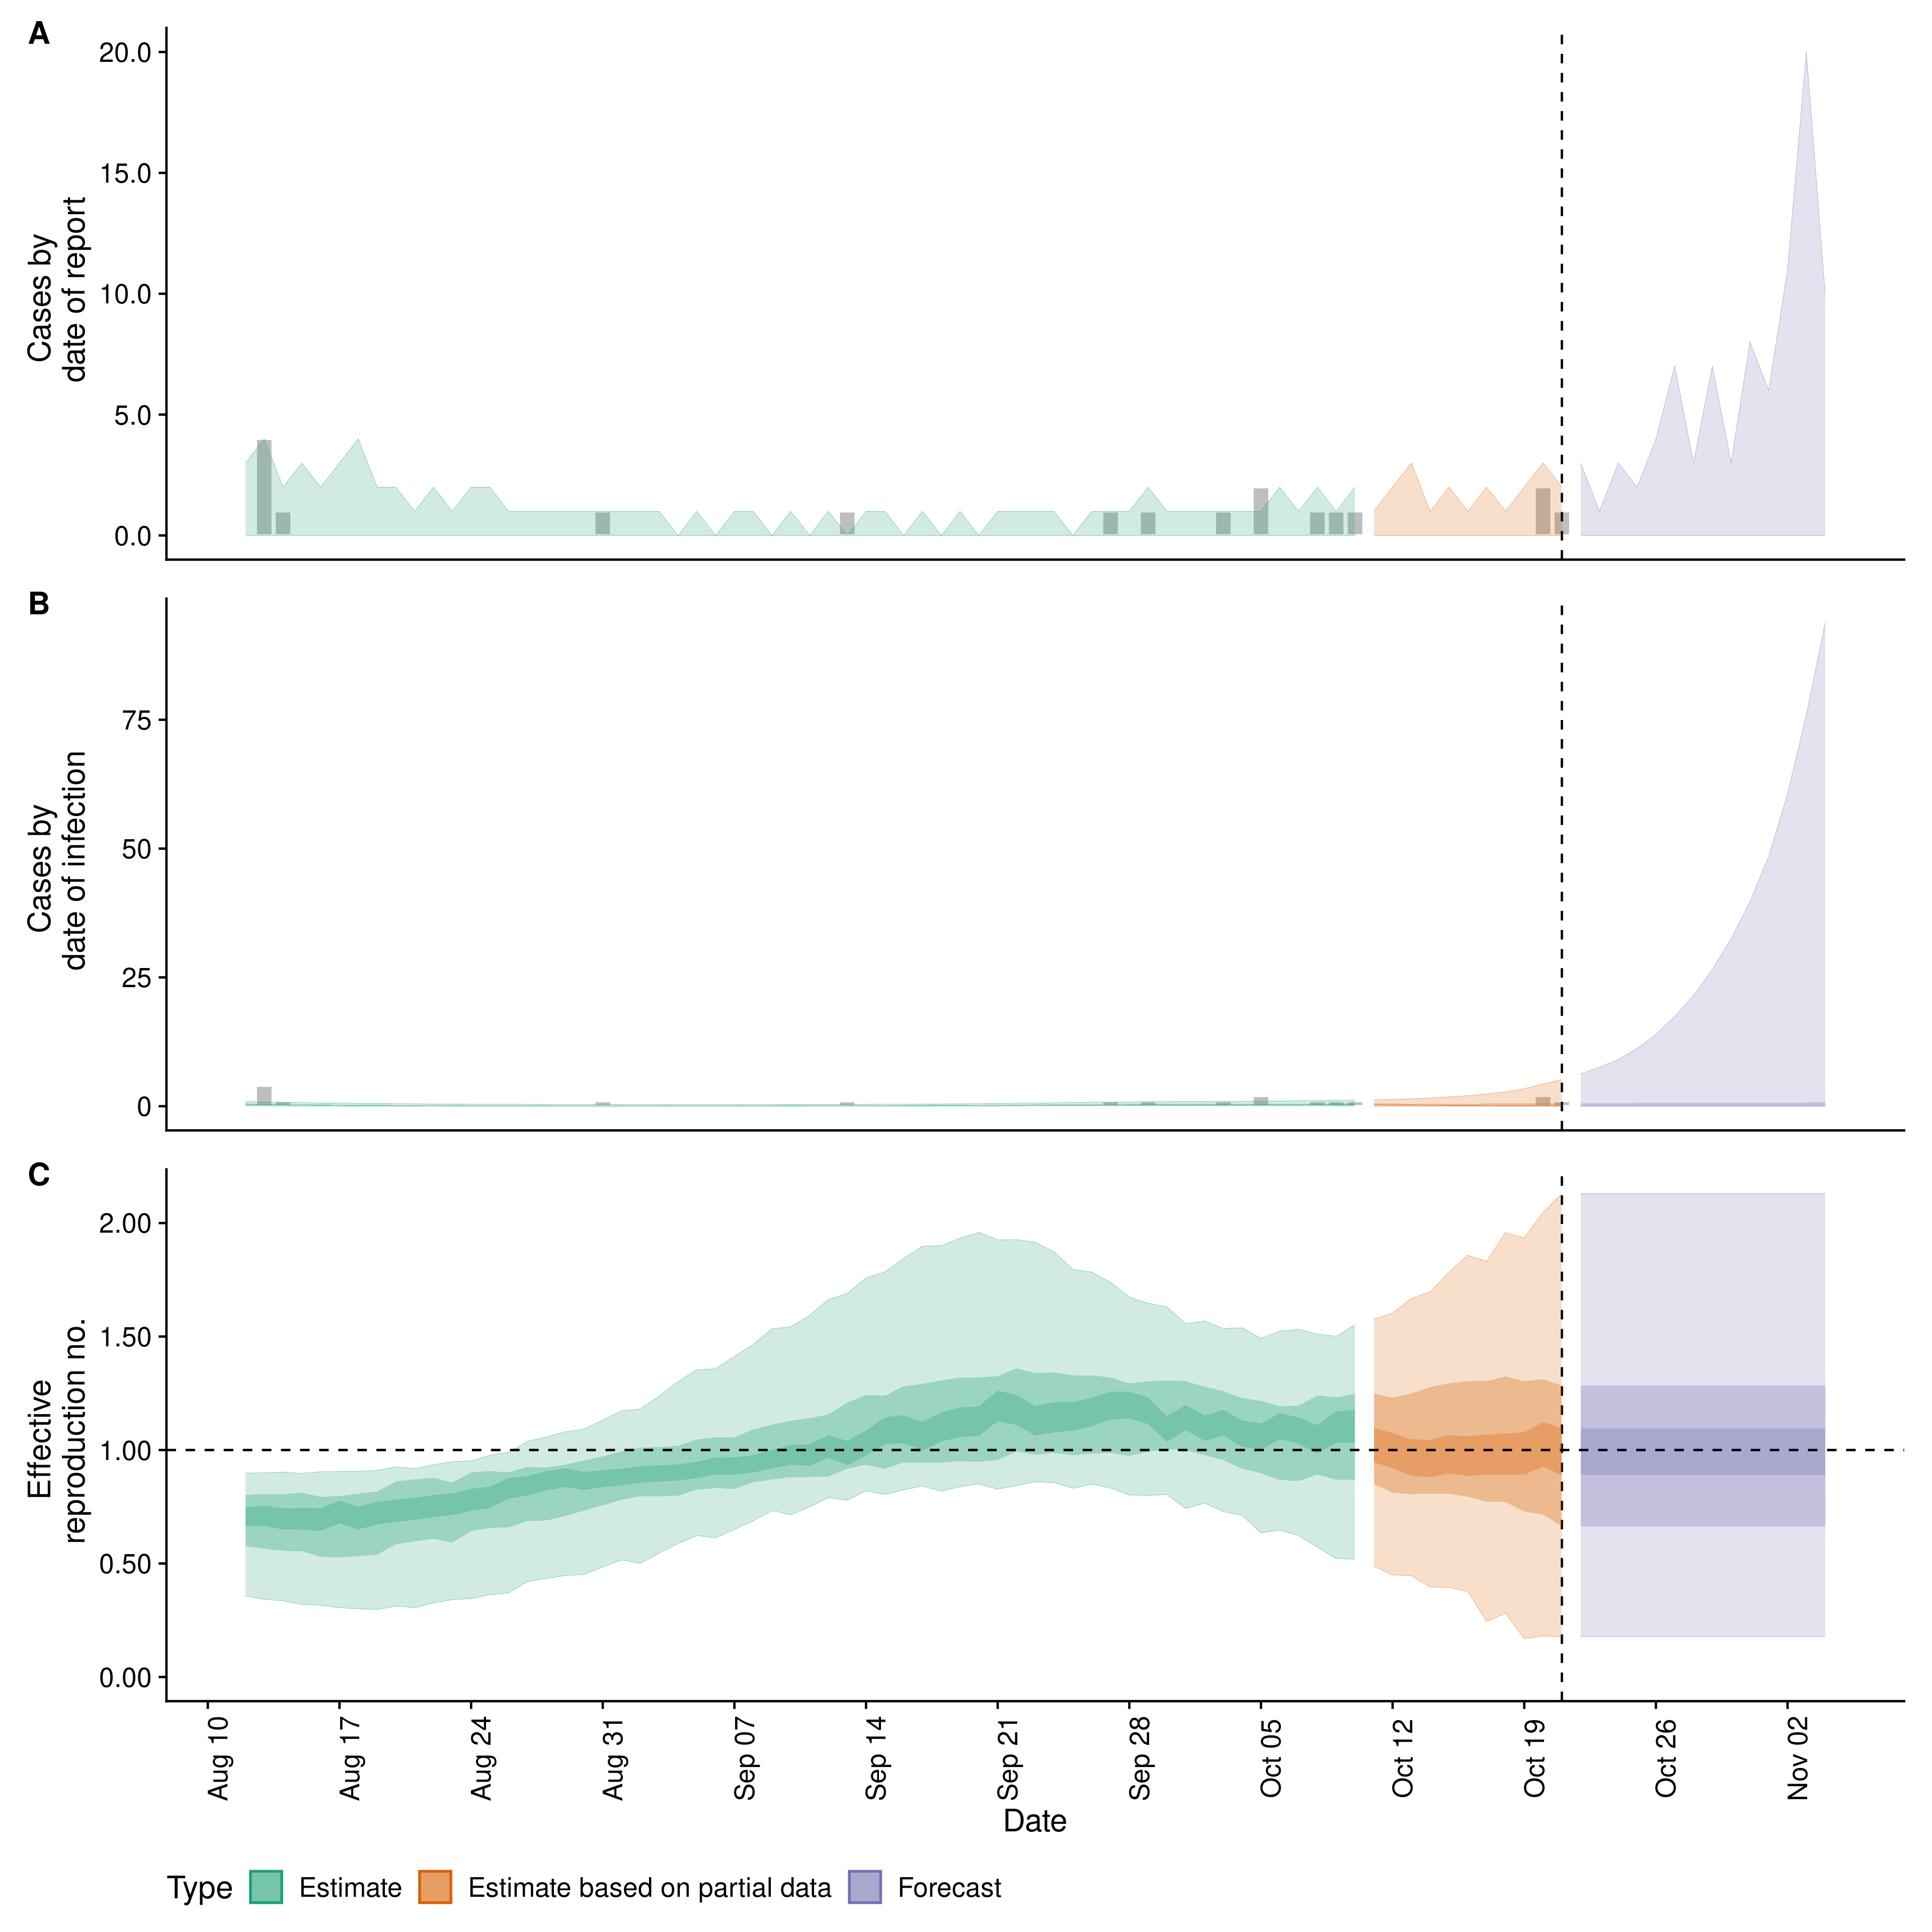 A
Cases by
date of report
20.0
15.0
10.0
5.0
0.0
B
Cases by
date of infection
75
50
25
0
C
Effective
reproduction no.
2.00
1.50
1.00
0.50
0.00
Aug 10
Aug 17
Aug 24
Aug 31
Sep 07
Sep 14
Sep 21
Sep 28
Oct 05
Oct 12
Oct 19
Oct 26
Nov 02
Date
Type Estimate Estimate based on partial data Forecast